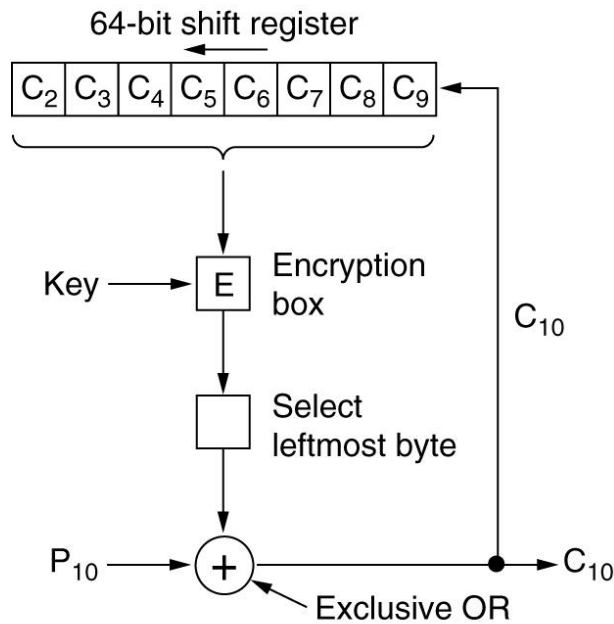 64-bit shift register
C₂ C₃ C₄ C₅ C₆ C₇ C₈ C₉
Key
E
Encryption
box
C₁₀
Select
leftmost byte
P₁₀
+
C₁₀
Exclusive OR